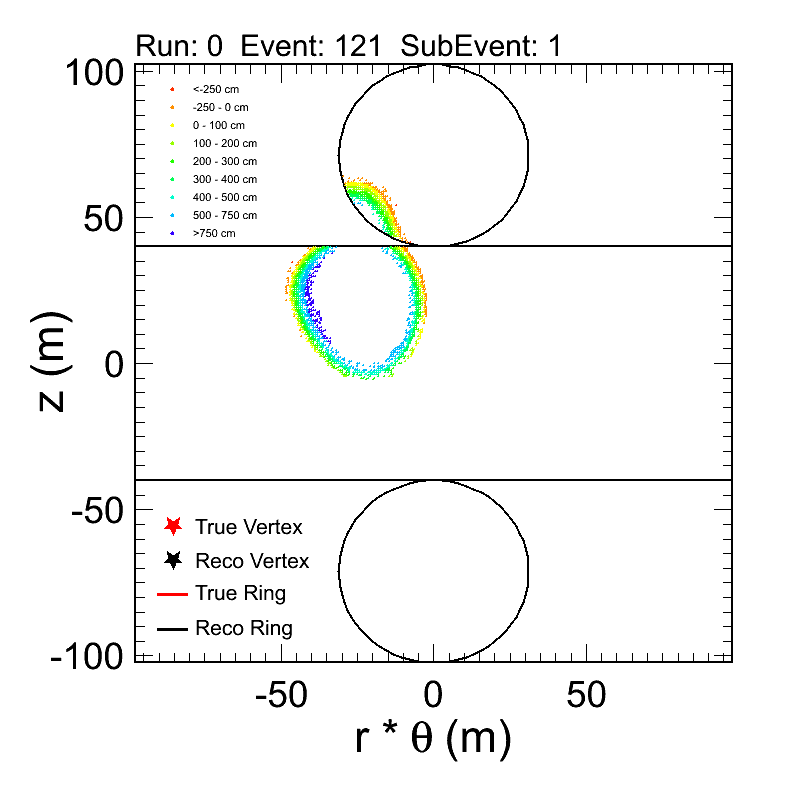 Run: 0 Event: 121 SubEvent: 1
100
<-250 cm
-250 - 0 cm
0 - 100 cm
100 - 200 cm
200 - 300 cm
300 - 400 cm
400 - 500 cm
500 - 750 cm
>750 cm
50
0
z (m)
-50
True Vertex
Reco Vertex
True Ring
Reco Ring
-100
-50 0 50
r * θ (m)